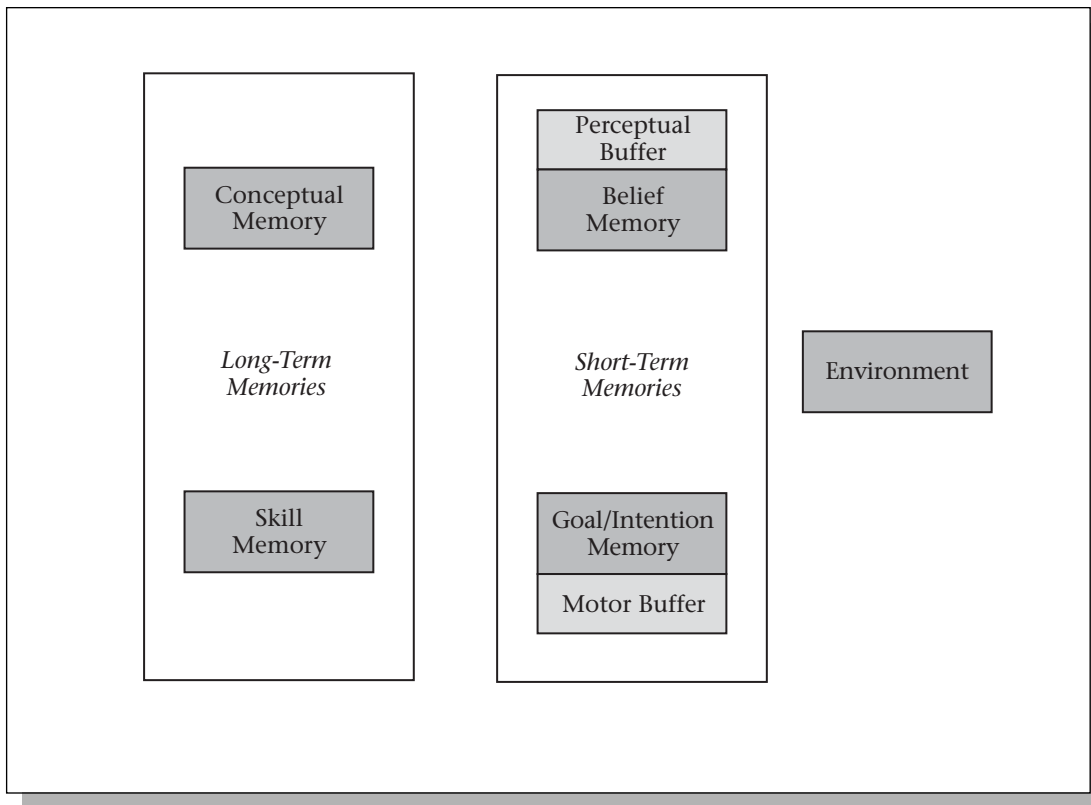 Conceptual
Memory
Long-Term
Memories
Skill
Memory
Perceptual
Buffer
Belief
Memory
Short-Term
Memories
Goal/Intention
Memory
Motor Buffer
Environment